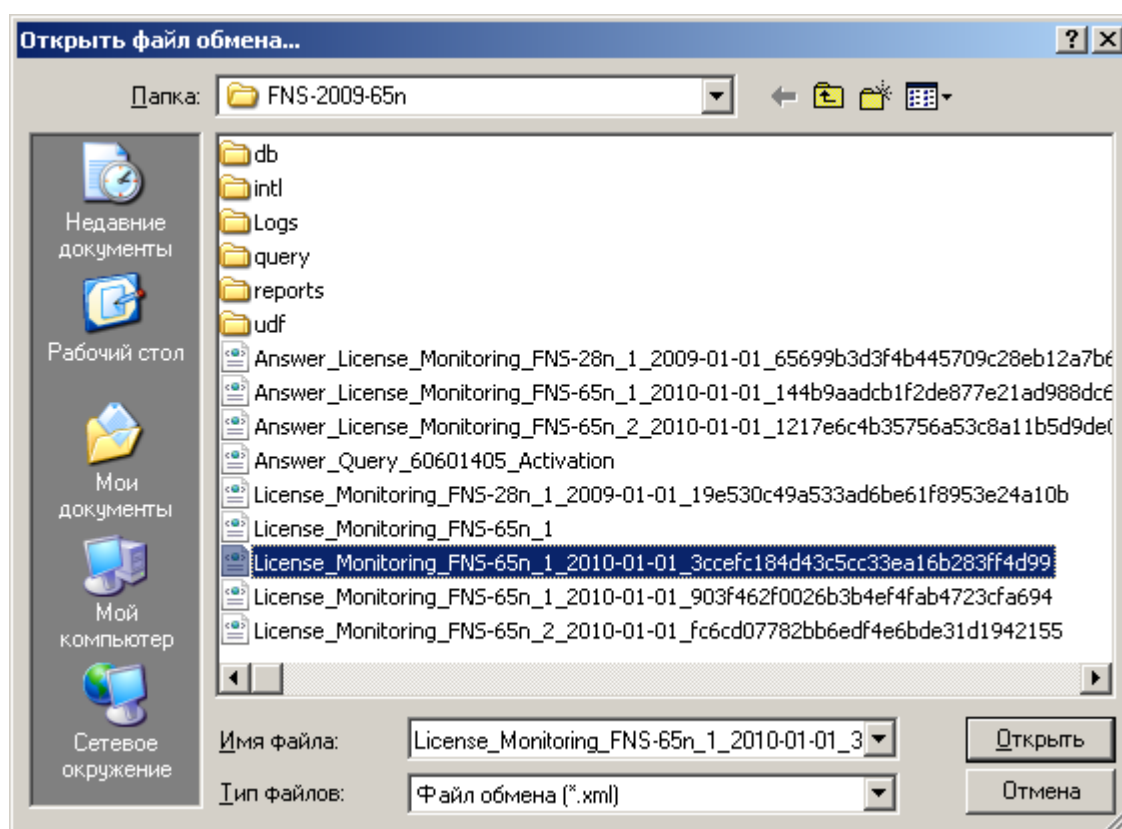 Открыть файл обмена...
Папка:
FNS-2009-65n
Недавние
документы
Рабочий стол
Мои
документы
Мой
компьютер
Сетевое
окружение
db
intl
Logs
query
reports
udf
Answer_License_Monitoring_FNS-28n_1_2009-01-01_65699b3d3f4b445709c28eb12a7b6
Answer_License_Monitoring_FNS-65n_1_2010-01-01_144b9aadcb1f2de877e21ad988dc6
Answer_License_Monitoring_FNS-65n_2_2010-01-01_1217e6c4b35756a53c8a11b5d9de0
Answer_Query_60601405_Activation
License_Monitoring_FNS-28n_1_2009-01-01_19e530c49a533ad6be61f8953e24a10b
License_Monitoring_FNS-65n_1
License_Monitoring_FNS-65n_1_2010-01-01_3ccefc184d43c5cc33ea16b283ff4d99
License_Monitoring_FNS-65n_1_2010-01-01_903f462f0026b3b4ef4fab4723cfa694
License_Monitoring_FNS-65n_2_2010-01-01_fc6cd07782bb6edf4e6bde31d1942155
Имя файла:
License_Monitoring_FNS-65n_1_2010-01-01_3
Открыть
Тип файлов:
Файл обмена (*.xml)
Отмена